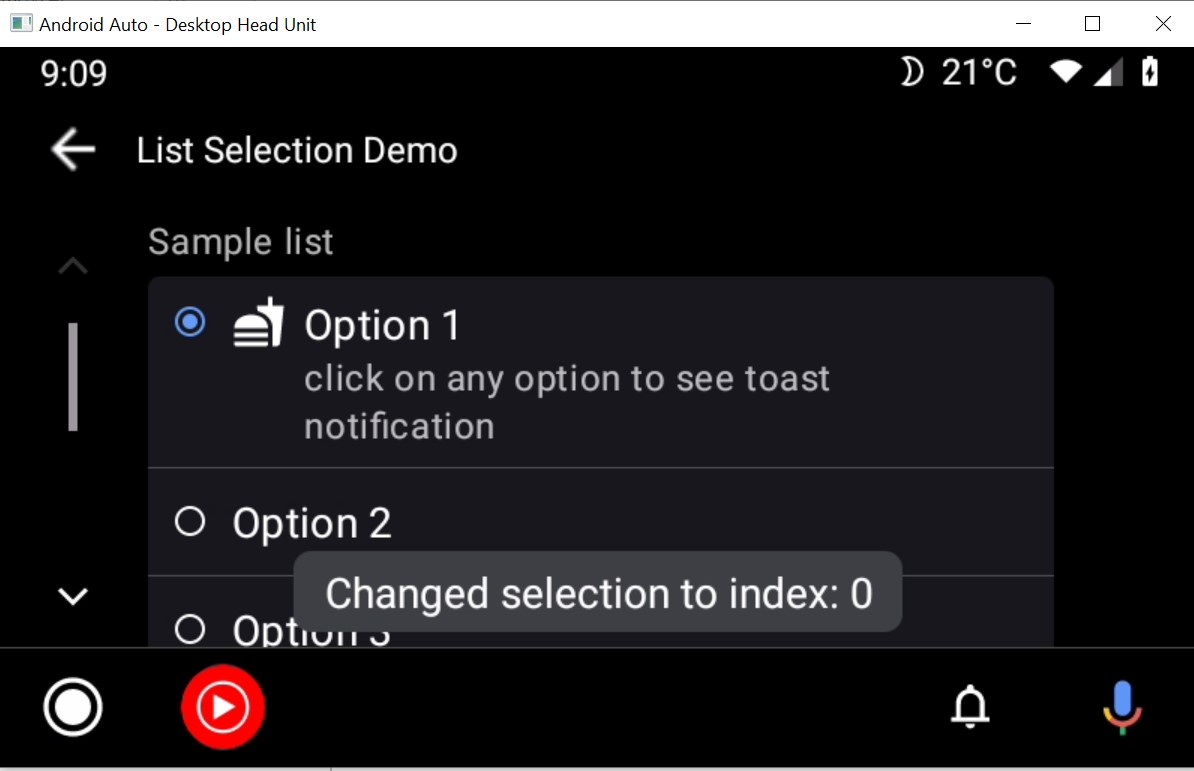 Android Auto - Desktop Head Unit
9:09
21°C
List Selection Demo
Sample list
Option 1
click on any option to see toast
notification
Option 2
Changed selection to index: 0
Option 3